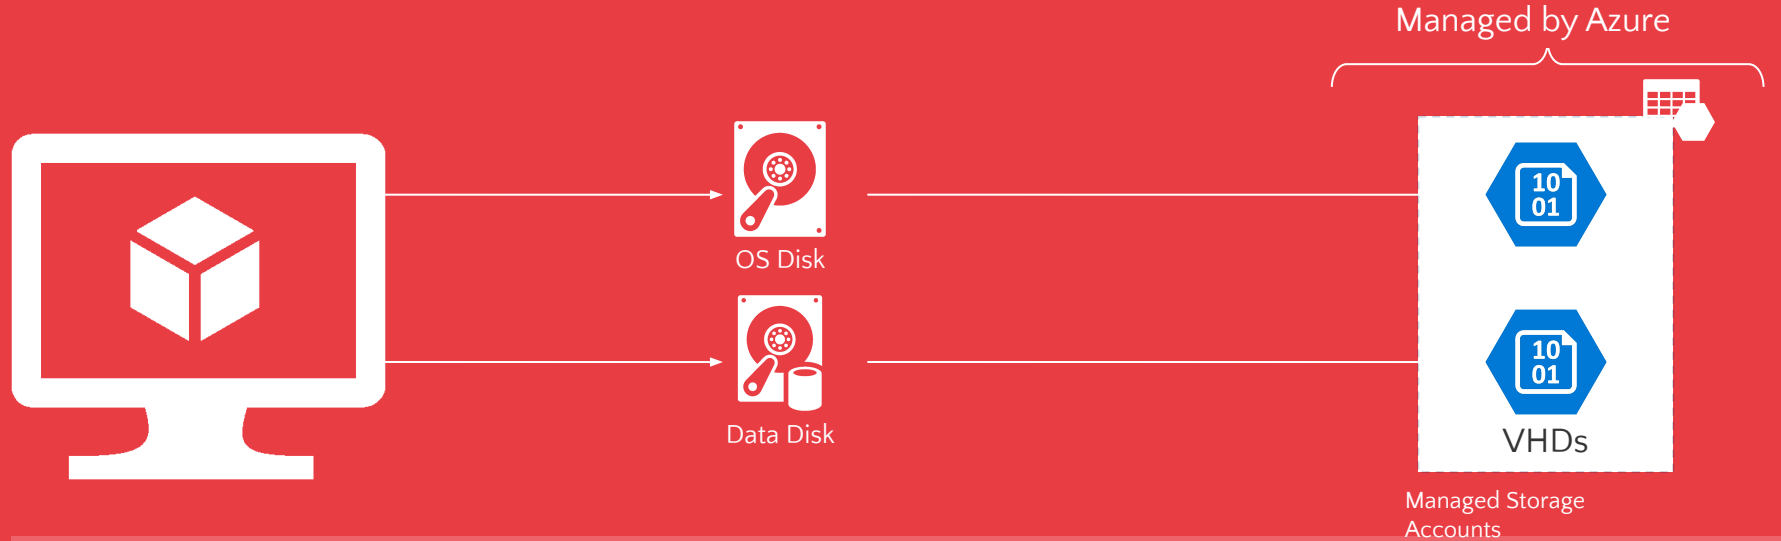 Managed by Azure
10
01
OS Disk
10
01
Data Disk
VHDs
Managed Storage
Accounts